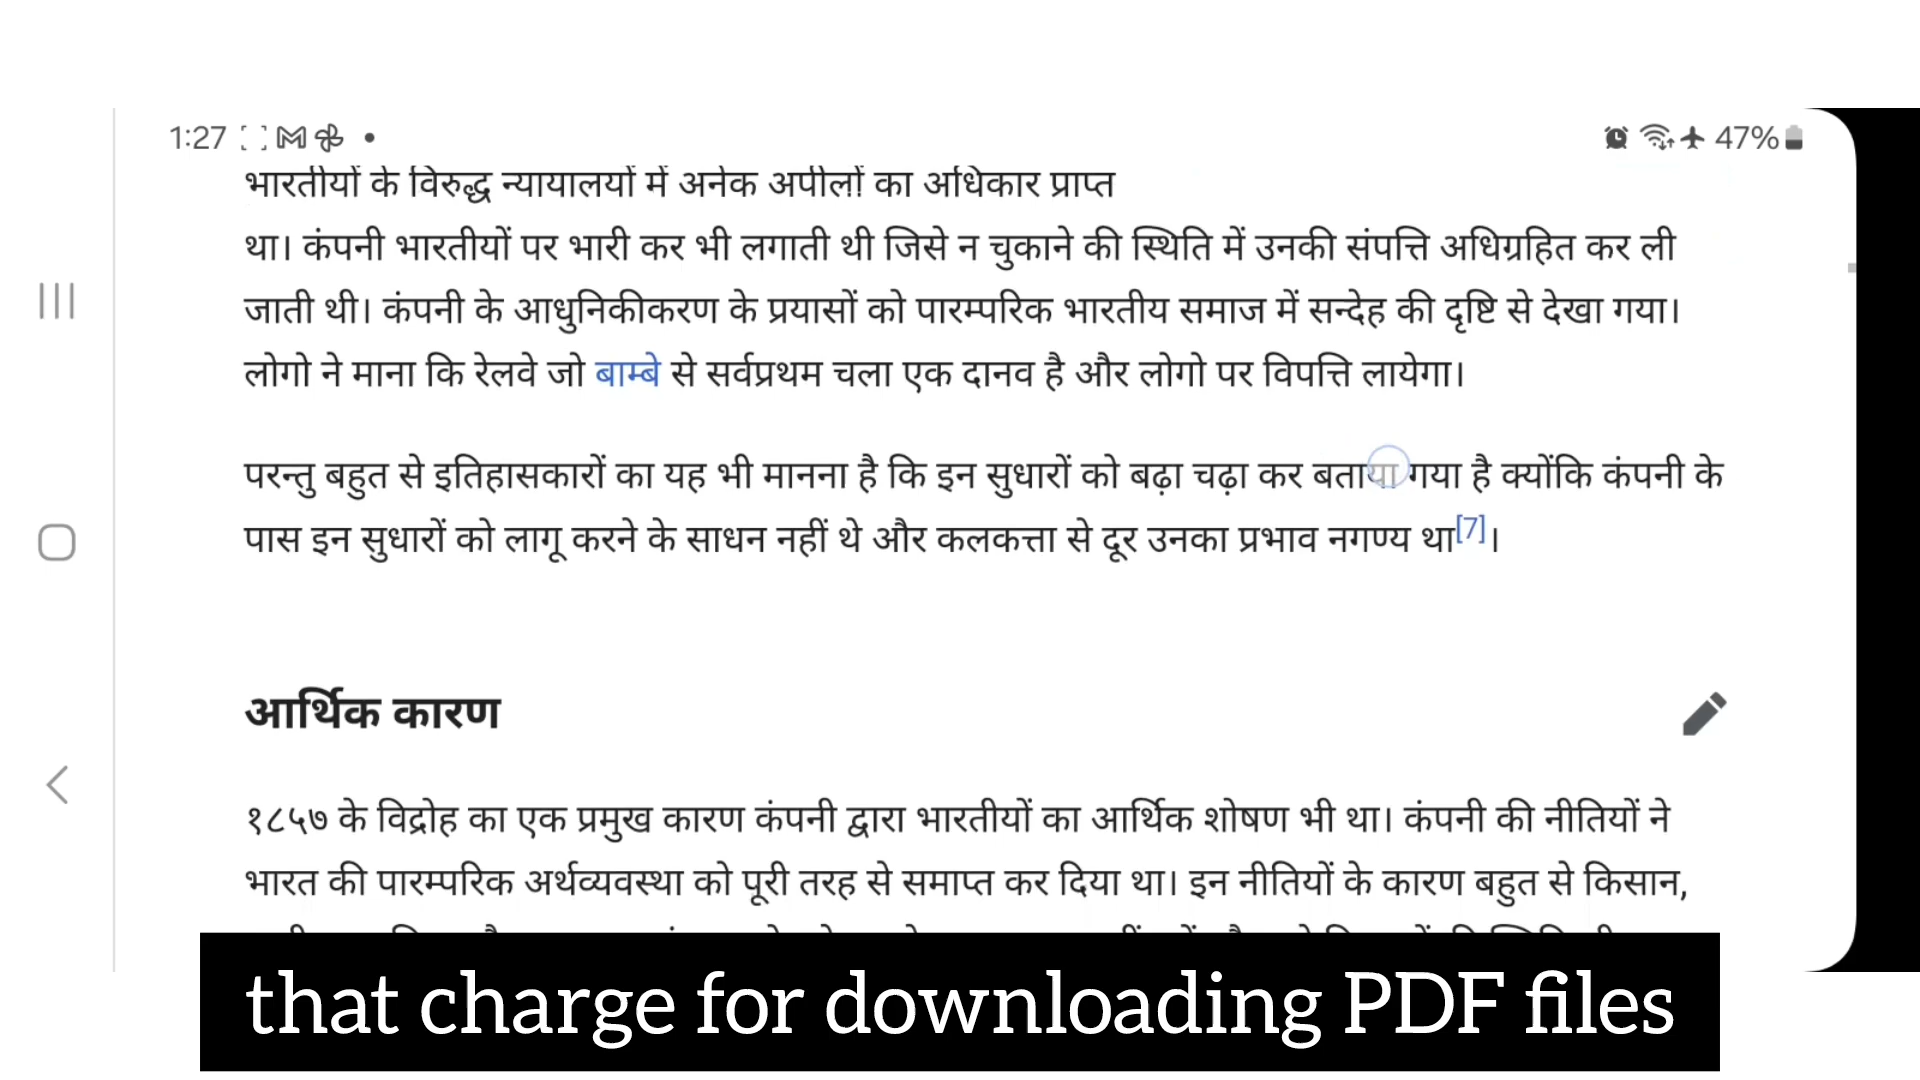 1:27
47%
भारतीयों के विरुद्ध न्यायालयों में अनेक अपीलों का अधिकार प्राप्त
था। कंपनी भारतीयों पर भारी कर भी लगाती थी जिसे न चुकाने की स्थिति में उनकी संपत्ति अधिग्रहित कर ली
जाती थी। कंपनी के आधुनिकीकरण के प्रयासों को पारम्परिक भारतीय समाज में सन्देह की दृष्टि से देखा गया।
लोगो ने माना कि रेलवे जो बाम्बे से सर्वप्रथम चला एक दानव है और लोगो पर विपत्ति लायेगा।
परन्तु बहुत से इतिहासकारों का यह भी मानना है कि इन सुधारों को बढ़ा चढ़ा कर बताया गया है क्योंकि कंपनी के
पास इन सुधारों को लागू करने के साधन नहीं थे और कलकत्ता से दूर उनका प्रभाव नगण्य था[7]।
आर्थिक कारण
१८५७ के विद्रोह का एक प्रमुख कारण कंपनी द्वारा भारतीयों का आर्थिक शोषण भी था। कंपनी की नीतियों ने
भारत की पारम्परिक अर्थव्यवस्था को पूरी तरह से समाप्त कर दिया था। इन नीतियों के कारण बहुत से किसान,
that charge for downloading PDF files